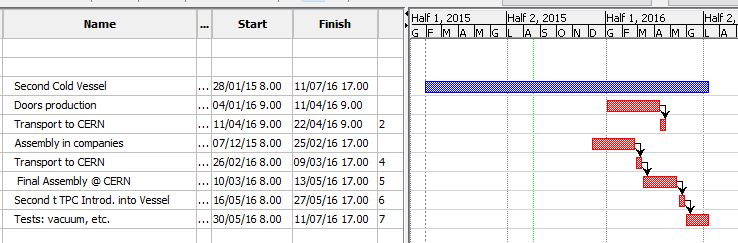 Name ... Start Finish Half 1, 2015 Half 2, 2015 Half 1, 2016 Half 2,
G F M A M G L A S O N D G F M A M G L A
Second Cold Vessel ... 28/01/15 8.00 11/07/16 17.00
Doors production ... 04/01/16 9.00 11/04/16 9.00
Transport to CERN ... 11/04/16 9.00 22/04/16 9.00 2
Assembly in companies ... 07/12/15 8.00 25/02/16 17.00
Transport to CERN ... 26/02/16 8.00 09/03/16 17.00 4
Final Assembly @ CERN ... 10/03/16 8.00 13/05/16 17.00 5
Second t TPC Introd. into Vessel ... 16/05/16 8.00 27/05/16 17.00 6
Tests: vacuum, etc. ... 30/05/16 8.00 11/07/16 17.00 7